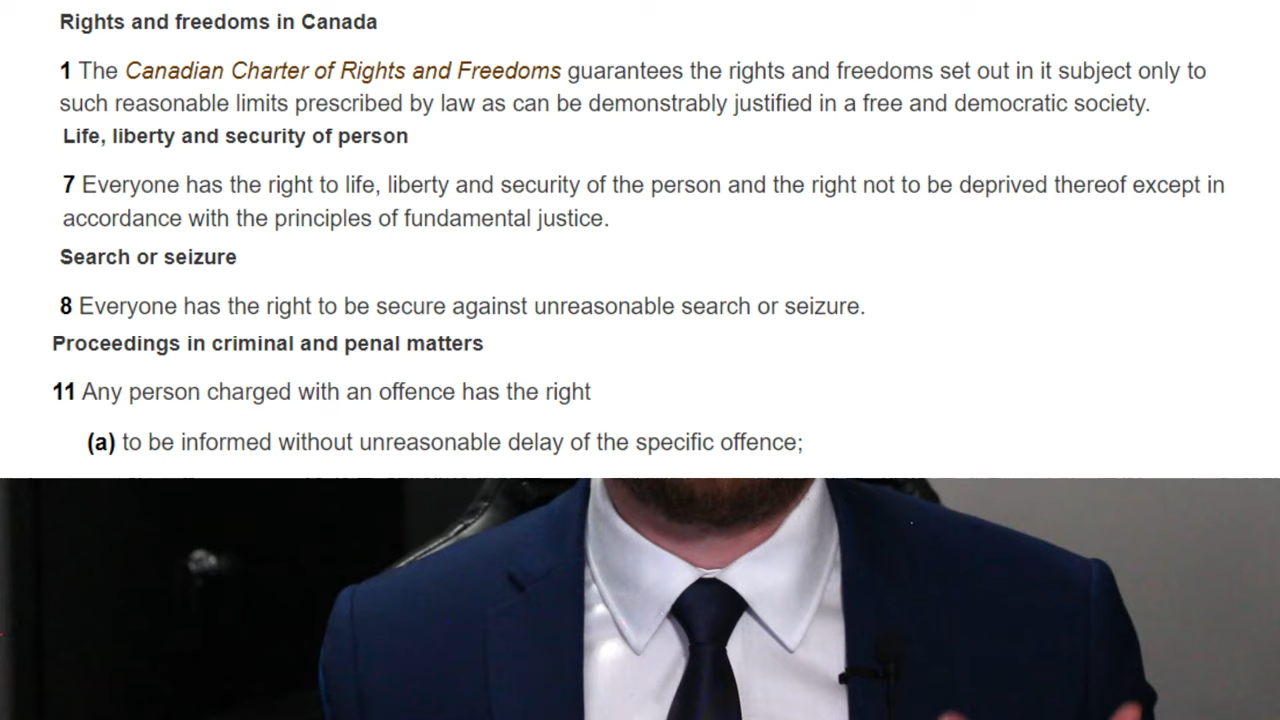 Rights and freedoms in Canada
1 The Canadian Charter of Rights and Freedoms guarantees the rights and freedoms set out in it subject only to
such reasonable limits prescribed by law as can be demonstrably justified in a free and democratic society.
Life, liberty and security of person
7 Everyone has the right to life, liberty and security of the person and the right not to be deprived thereof except in
accordance with the principles of fundamental justice.
Search or seizure
8 Everyone has the right to be secure against unreasonable search or seizure.
Proceedings in criminal and penal matters
11 Any person charged with an offence has the right
(a) to be informed without unreasonable delay of the specific offence;